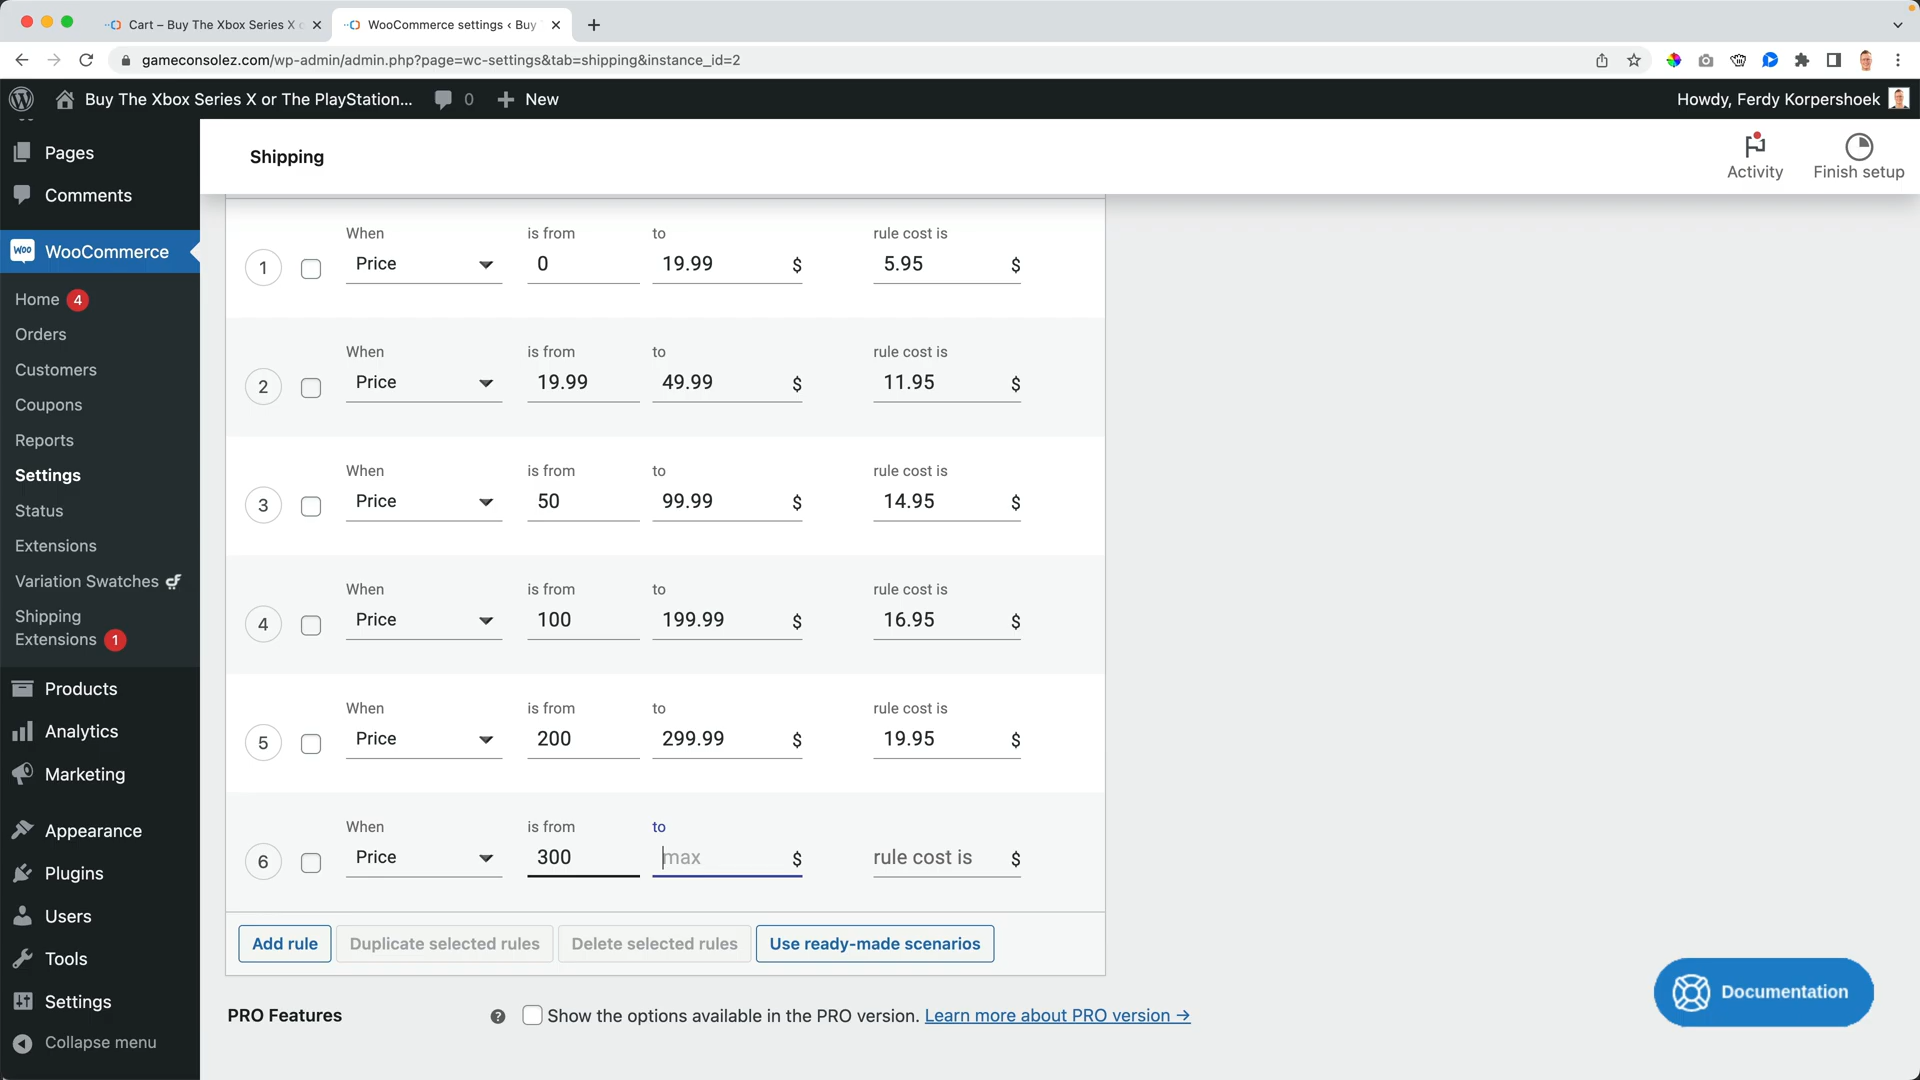 Cart – Buy The Xbox Series X
WooCommerce settings ‹ Buy
gameconsolez.com/wp-admin/admin.php?page=wc-settings&tab=shipping&instance_id=2
Buy The Xbox Series X or The PlayStation...
0
New
Howdy, Ferdy Korpershoek
Pages
Comments
WOO
WooCommerce
Home 4
Orders
Customers
Coupons
Reports
Settings
Status
Extensions
Variation Swatches
Shipping
Extensions 1
Products
Analytics
Marketing
Appearance
Plugins
Users
Tools
Settings
Collapse menu
Shipping
Activity
Finish setup
When is from to rule cost is
1 Price 0 19.99 $ 5.95 $
When is from to rule cost is
2 Price 19.99 49.99 $ 11.95 $
When is from to rule cost is
3 Price 50 99.99 $ 14.95 $
When is from to rule cost is
4 Price 100 199.99 $ 16.95 $
When is from to rule cost is
5 Price 200 299.99 $ 19.95 $
When is from to
6 Price 300 max $ rule cost is $
Add rule
Duplicate selected rules
Delete selected rules
Use ready-made scenarios
PRO Features
?
Show the options available in the PRO version. Learn more about PRO version →
Documentation